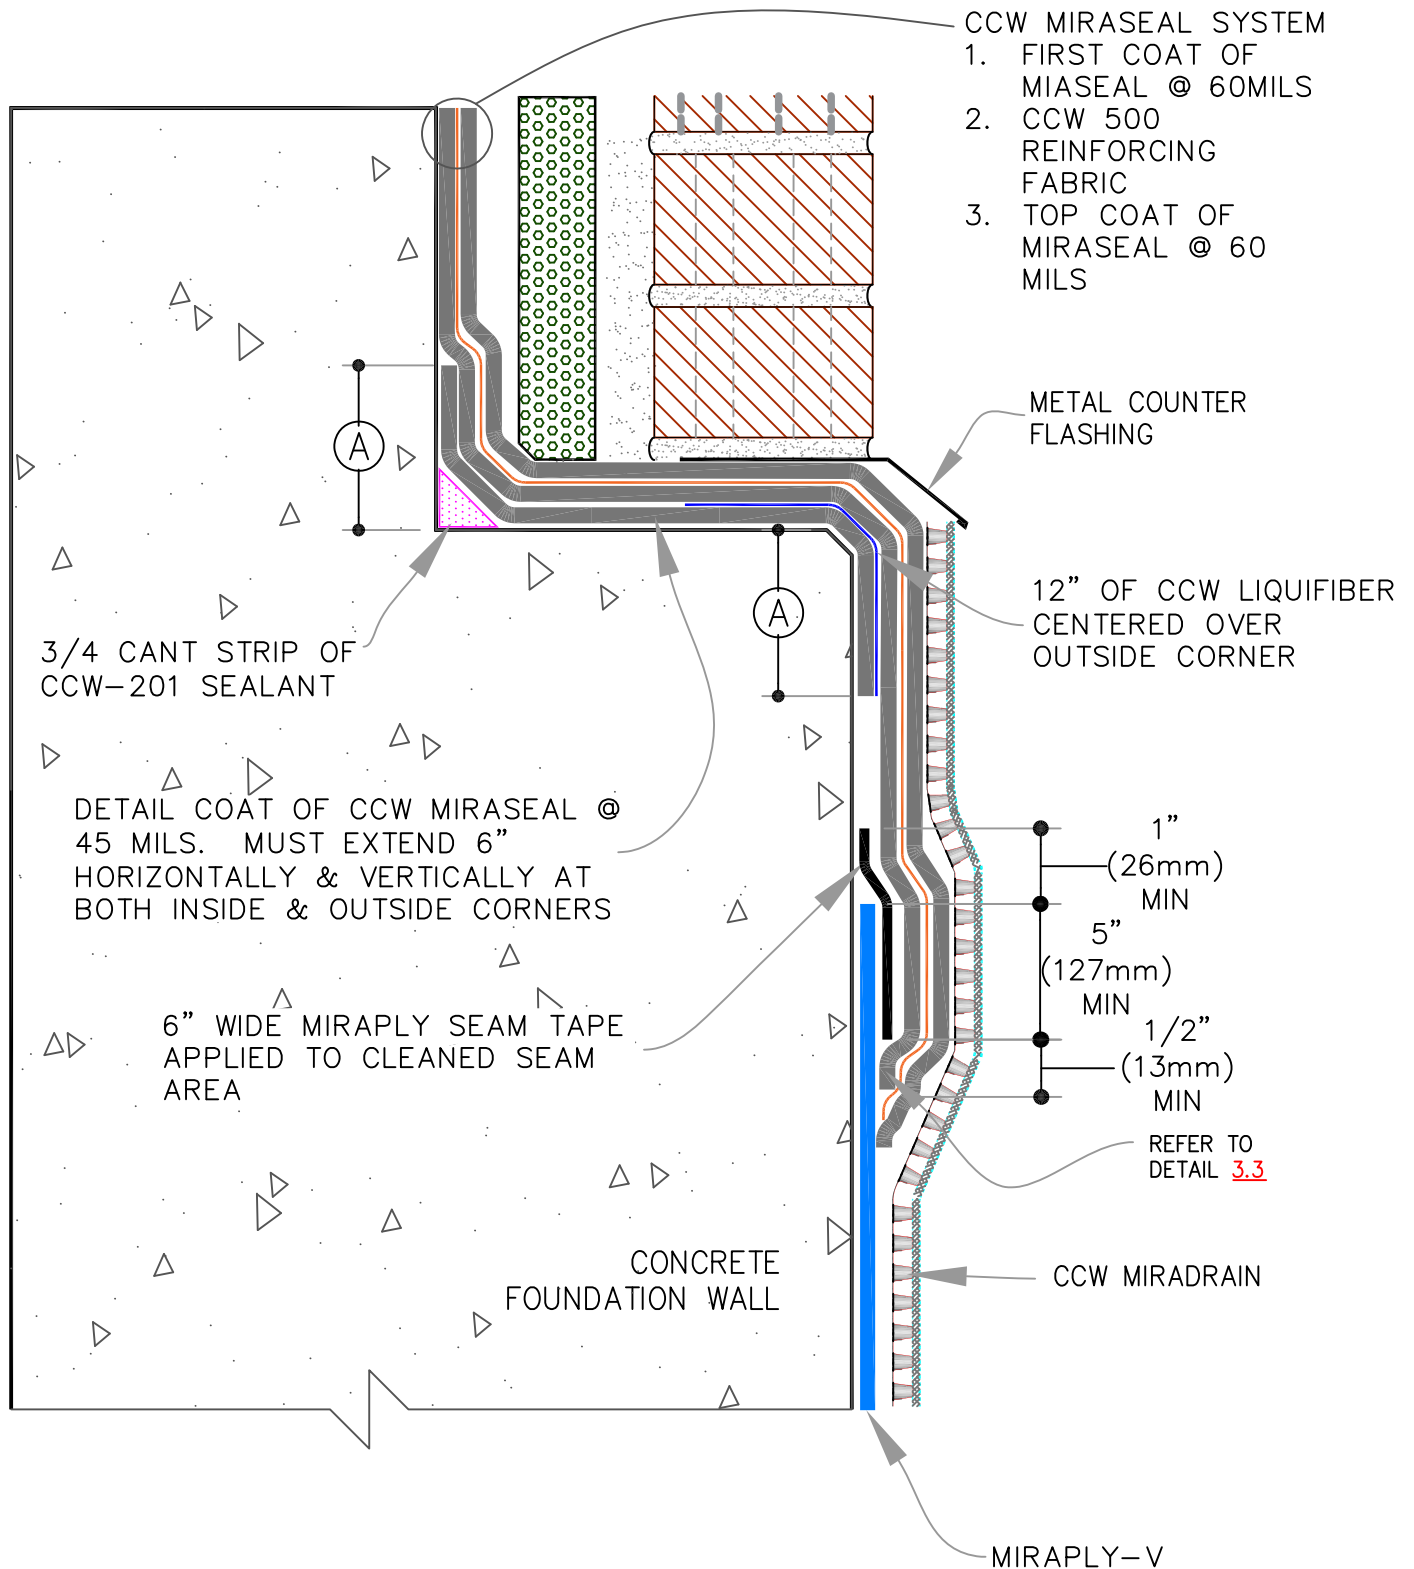 CCW MIRASEAL SYSTEM
1. FIRST COAT OF
MIASEAL @ 60MILS
2. CCW 500
REINFORCING
FABRIC
3. TOP COAT OF
MIRASEAL @ 60
MILS
METAL COUNTER
FLASHING
A
12” OF CCW LIQUIFIBER
CENTERED OVER
OUTSIDE CORNER
A
3/4 CANT STRIP OF
CCW-201 SEALANT
DETAIL COAT OF CCW MIRASEAL @
45 MILS. MUST EXTEND 6”
HORIZONTALLY & VERTICALLY AT
BOTH INSIDE & OUTSIDE CORNERS
1”
(26mm)
MIN
5”
(127mm)
MIN
6” WIDE MIRAPLY SEAM TAPE
APPLIED TO CLEANED SEAM
AREA
1/2”
(13mm)
MIN
REFER TO
DETAIL 3.3
CONCRETE
FOUNDATION WALL
CCW MIRADRAIN
MIRAPLY-V